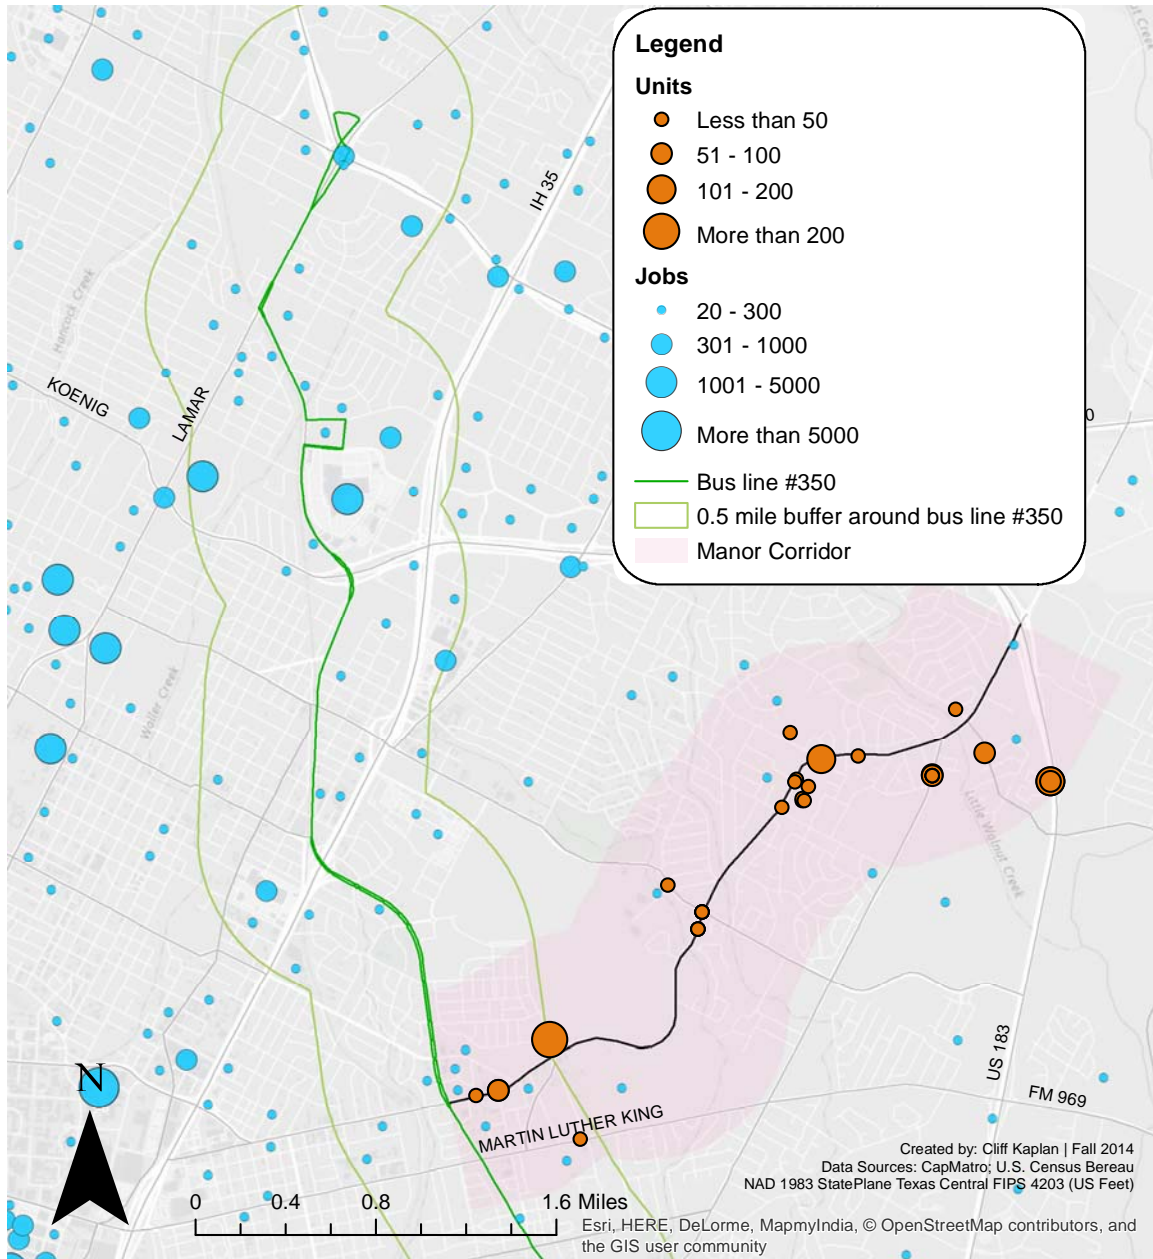 Legend
Units
Less than 50
51 - 100
101 - 200
More than 200
Jobs
20 - 300
301 - 1000
1001 - 5000
More than 5000
Bus line #350
0.5 mile buffer around bus line #350
Manor Corridor
IH 35
Hancock Creek
KOENIG
LAMAR
0
Walnut Creek
Waller Creek
Little Walnut Creek
US 183
FM 969
MARTIN LUTHER KING
N
0 0.4 0.8 1.6 Miles
Created by: Cliff Kaplan | Fall 2014
Data Sources: CapMatro; U.S. Census Bereau
NAD 1983 StatePlane Texas Central FIPS 4203 (US Feet)
Esri, HERE, DeLorme, MapmyIndia, © OpenStreetMap contributors, and
the GIS user community